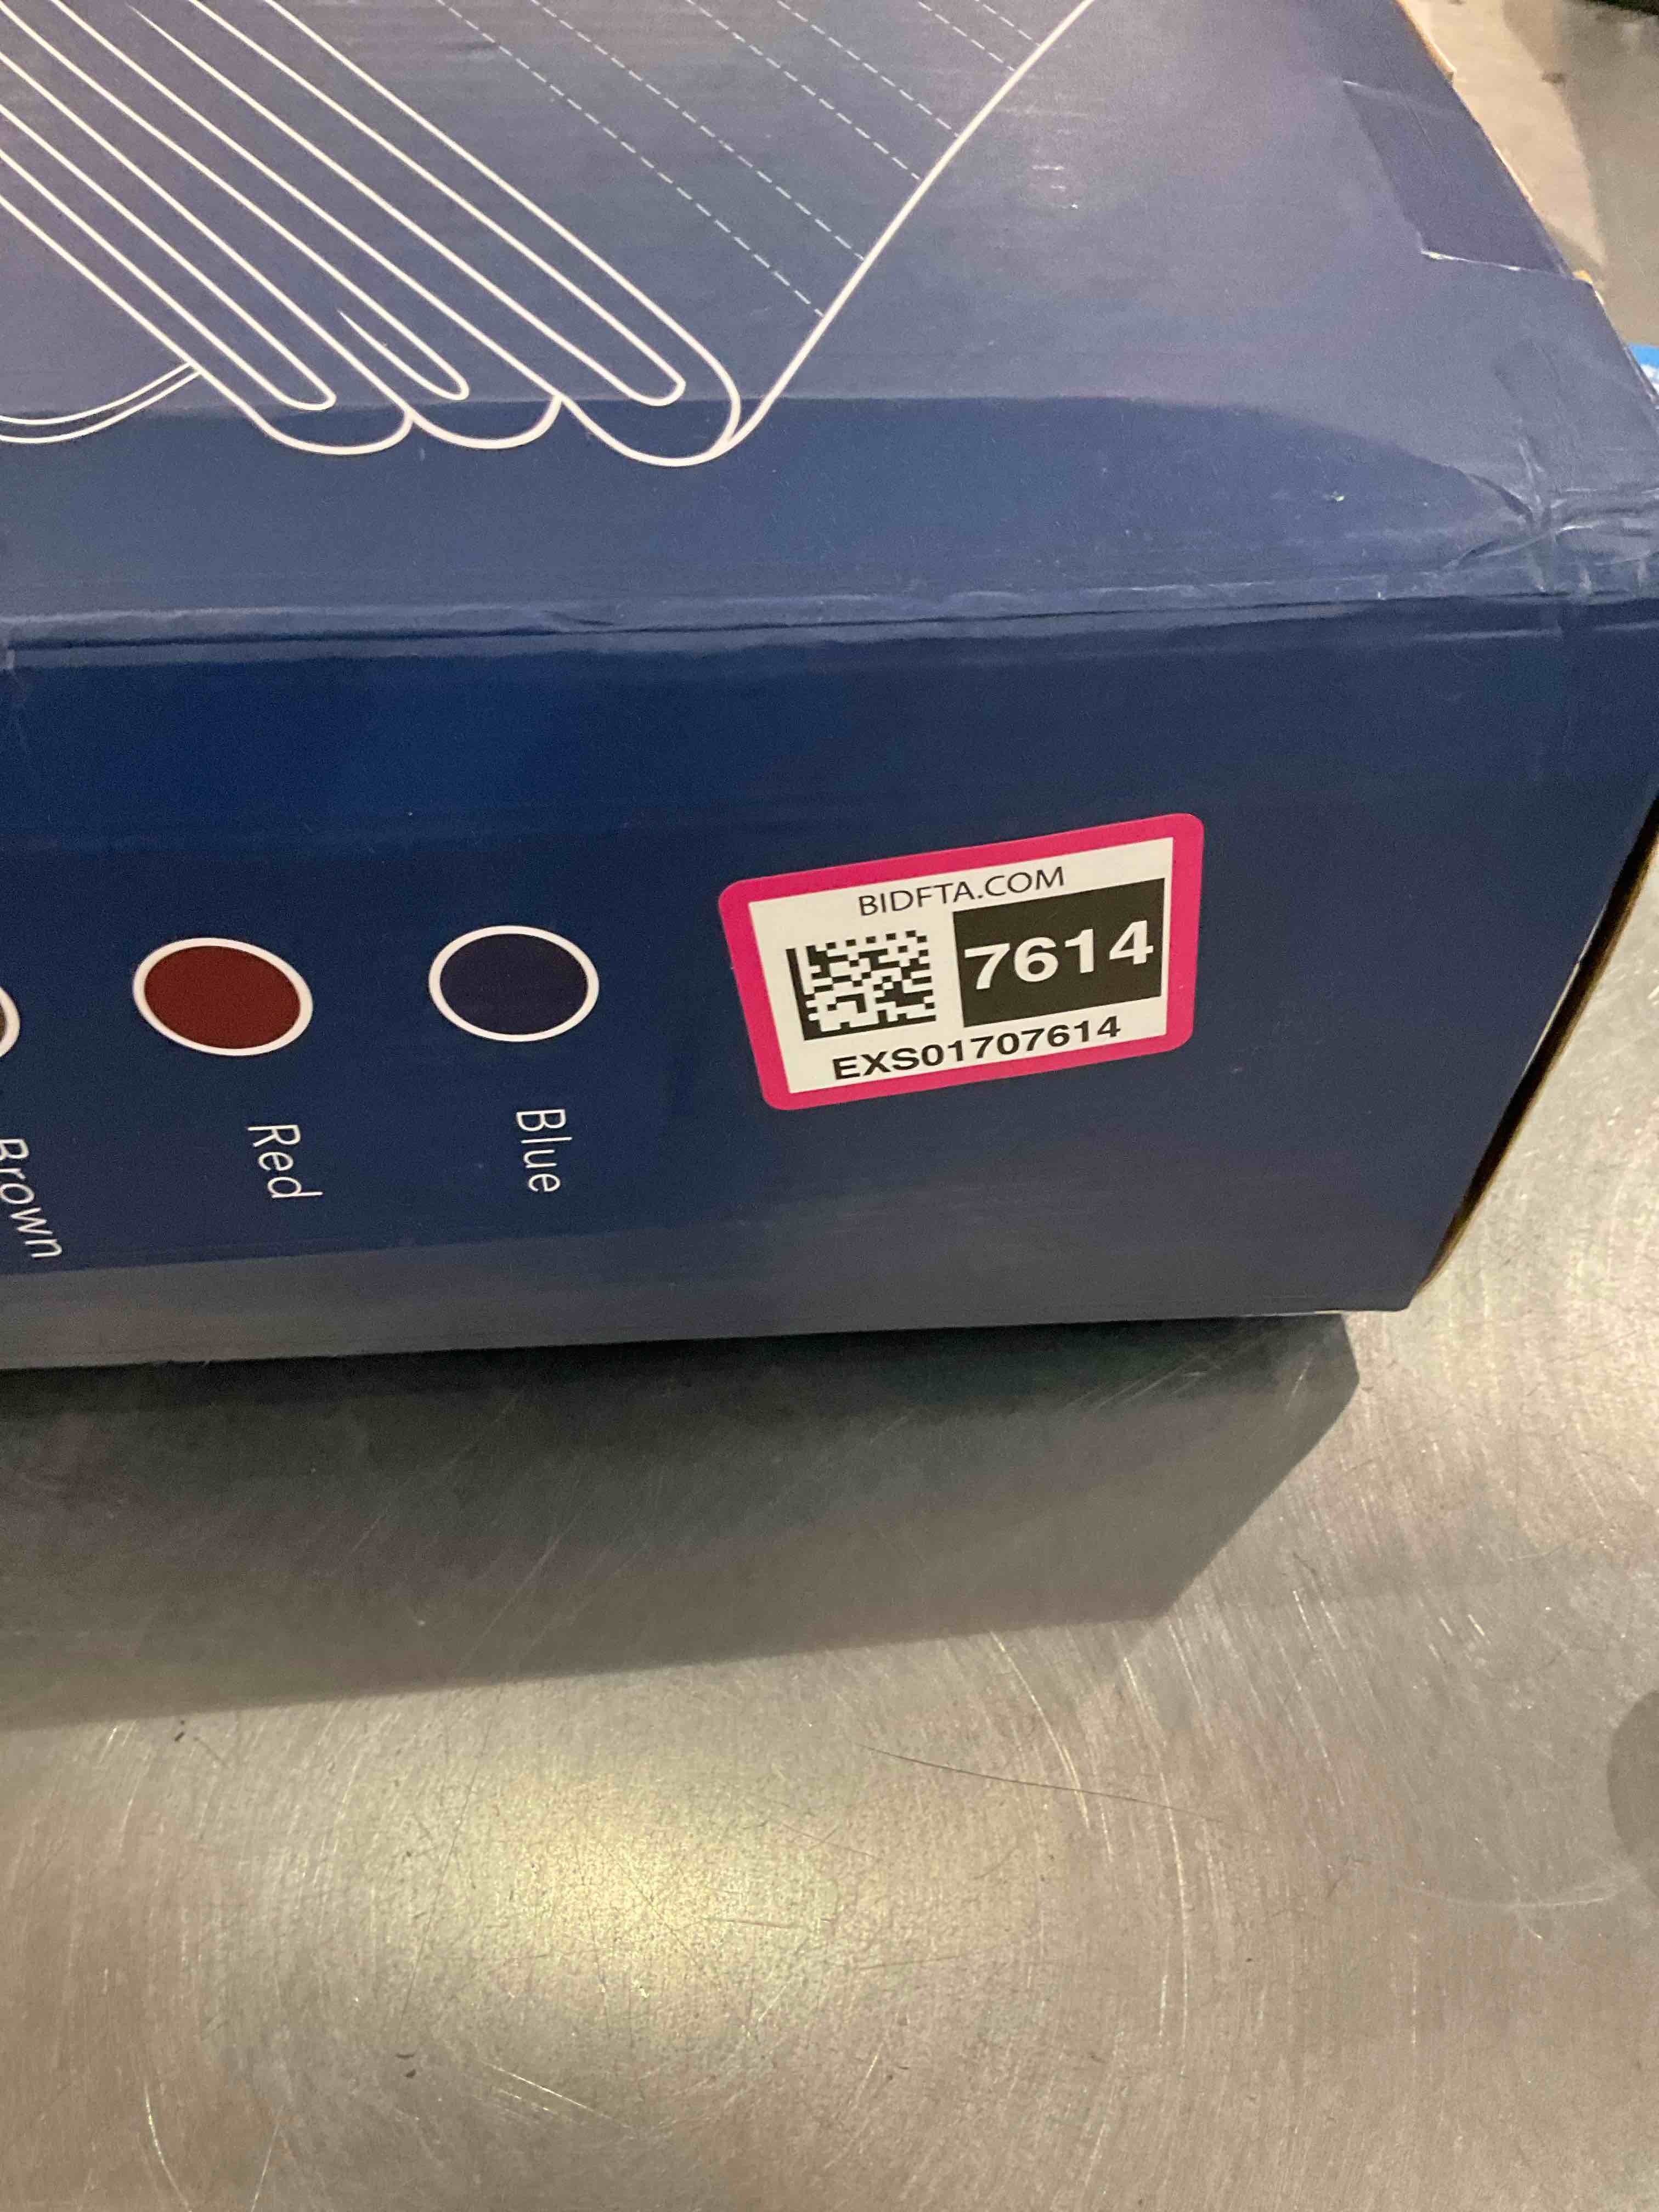 BIDFTA.COM
7614
EXS01707614
Brown
Red
Blue